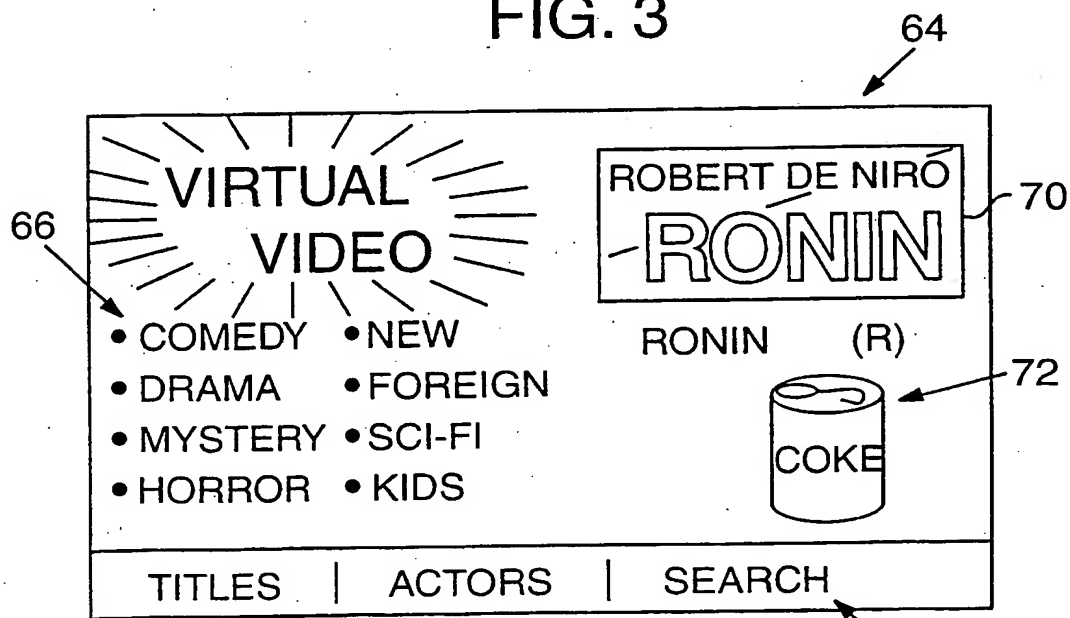 FIG. 3
64
VIRTUAL
VIDEO
ROBERT DE NIRO
RONIN
70
66
• COMEDY • NEW
• DRAMA • FOREIGN
• MYSTERY • SCI-FI
• HORROR • KIDS
RONIN (R)
72
COKE
TITLES | ACTORS | SEARCH